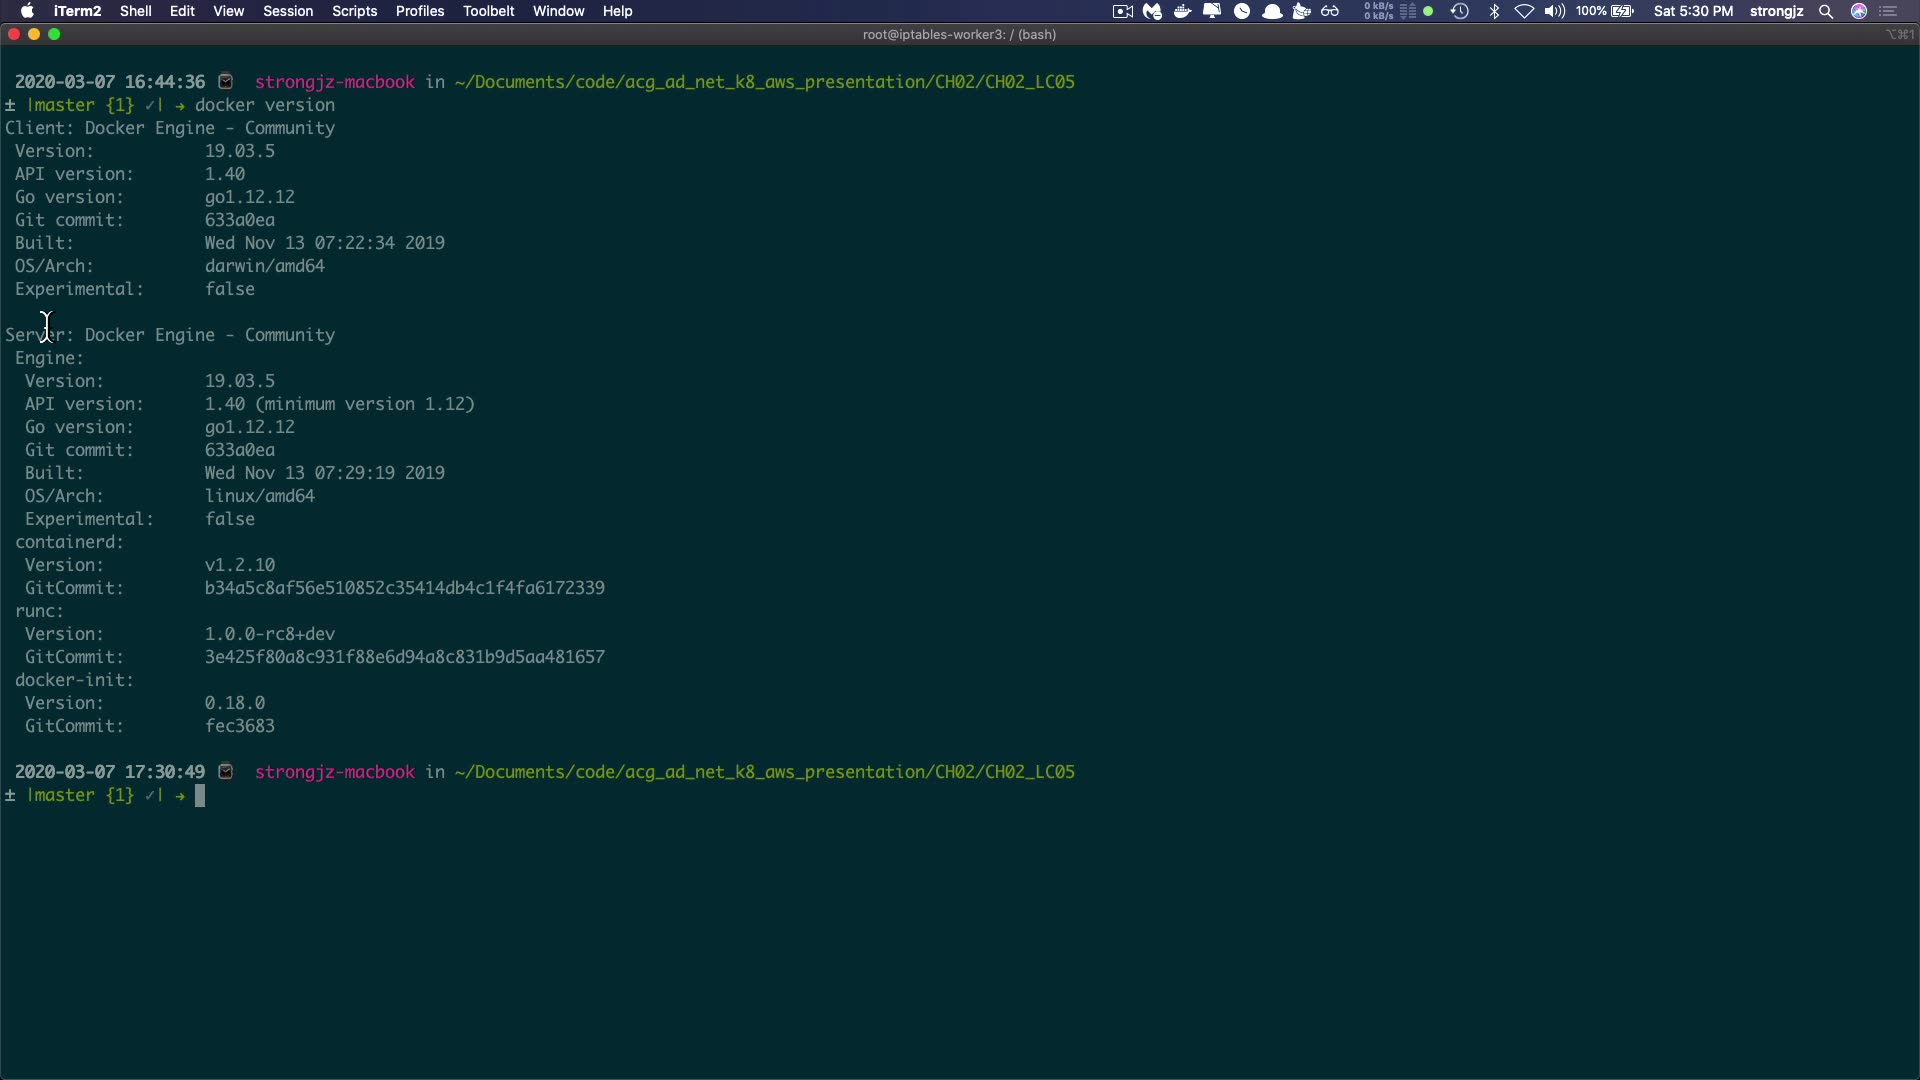 iTerm2 Shell Edit View Session Scripts Profiles Toolbelt Window Help 0 kB/s 0 kB/s 100% Sat 5:30 PM strongjz
root@iptables-worker3: / (bash) ⌥⌘1
2020-03-07 16:44:36 strongjz-macbook in ~/Documents/code/acg_ad_net_k8_aws_presentation/CH02/CH02_LC05
± |master {1} ✓| → docker version
Client: Docker Engine - Community
Version: 19.03.5
API version: 1.40
Go version: go1.12.12
Git commit: 633a0ea
Built: Wed Nov 13 07:22:34 2019
OS/Arch: darwin/amd64
Experimental: false
Server: Docker Engine - Community
Engine:
Version: 19.03.5
API version: 1.40 (minimum version 1.12)
Go version: go1.12.12
Git commit: 633a0ea
Built: Wed Nov 13 07:29:19 2019
OS/Arch: linux/amd64
Experimental: false
containerd:
Version: v1.2.10
GitCommit: b34a5c8af56e510852c35414db4c1f4fa6172339
runc:
Version: 1.0.0-rc8+dev
GitCommit: 3e425f80a8c931f88e6d94a8c831b9d5aa481657
docker-init:
Version: 0.18.0
GitCommit: fec3683
2020-03-07 17:30:49 strongjz-macbook in ~/Documents/code/acg_ad_net_k8_aws_presentation/CH02/CH02_LC05
± |master {1} ✓| →